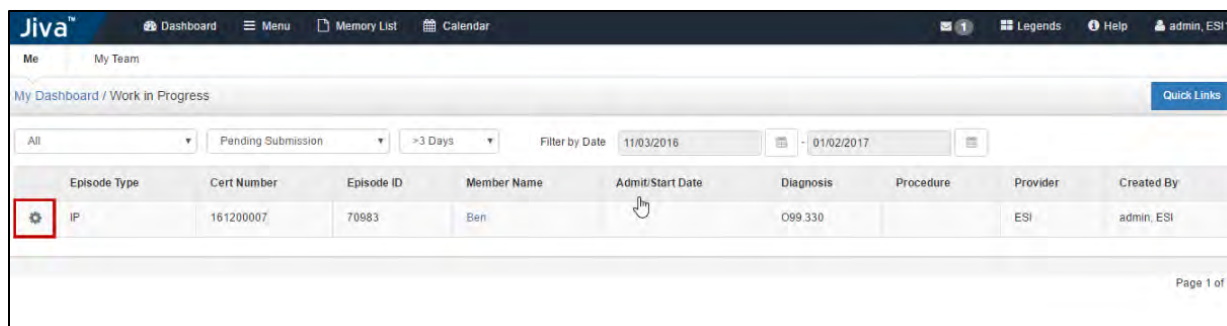 Jiva™ Dashboard Menu Memory List Calendar 1 Legends Help admin, ESI
Me My Team
My Dashboard / Work in Progress Quick Links
All Pending Submission >3 Days Filter by Date 11/03/2016 - 01/02/2017
Episode Type Cert Number Episode ID Member Name Admit/Start Date Diagnosis Procedure Provider Created By
IP 161200007 70983 Ben O99.330 ESI admin, ESI
Page 1 of